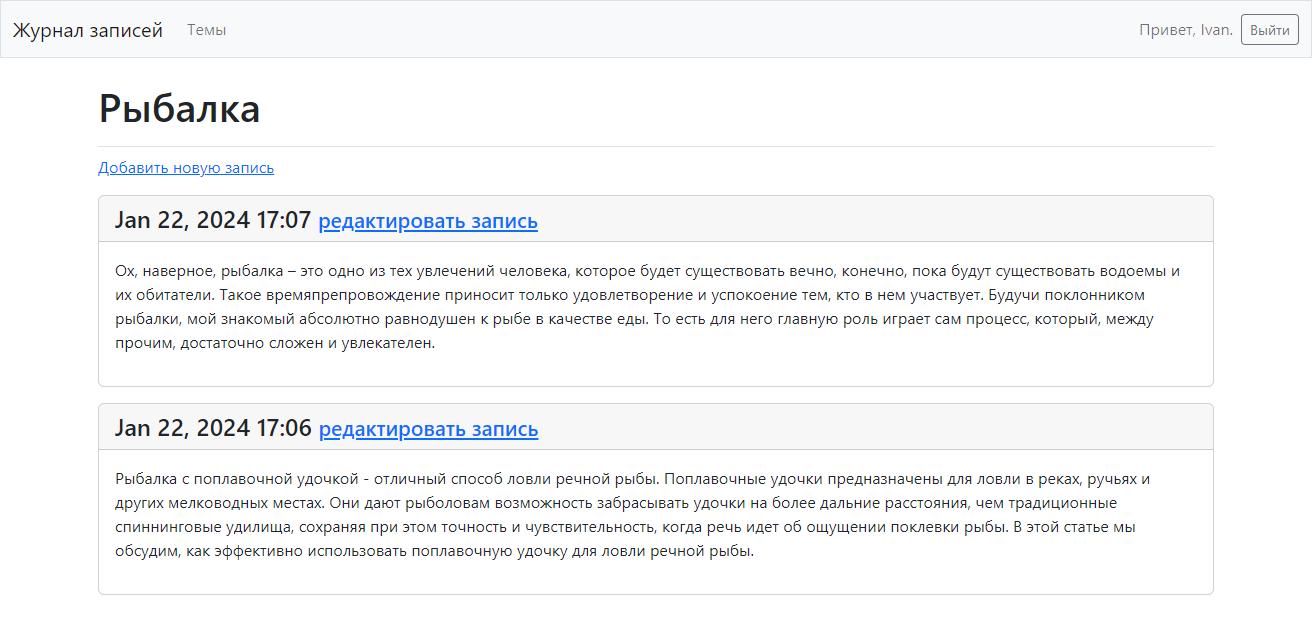 Журнал записей Темы Привет, Ivan. Выйти
Рыбалка
Добавить новую запись
Jan 22, 2024 17:07 редактировать запись
Ох, наверное, рыбалка – это одно из тех увлечений человека, которое будет существовать вечно, конечно, пока будут существовать водоемы и
их обитатели. Такое времяпрепровождение приносит только удовлетворение и успокоение тем, кто в нем участвует. Будучи поклонником
рыбалки, мой знакомый абсолютно равнодушен к рыбе в качестве еды. То есть для него главную роль играет сам процесс, который, между
прочим, достаточно сложен и увлекателен.
Jan 22, 2024 17:06 редактировать запись
Рыбалка с поплавочной удочкой - отличный способ ловли речной рыбы. Поплавочные удочки предназначены для ловли в реках, ручьях и
других мелководных местах. Они дают рыболовам возможность забрасывать удочки на более дальние расстояния, чем традиционные
спиннинговые удилища, сохраняя при этом точность и чувствительность, когда речь идет об ощущении поклевки рыбы. В этой статье мы
обсудим, как эффективно использовать поплавочную удочку для ловли речной рыбы.